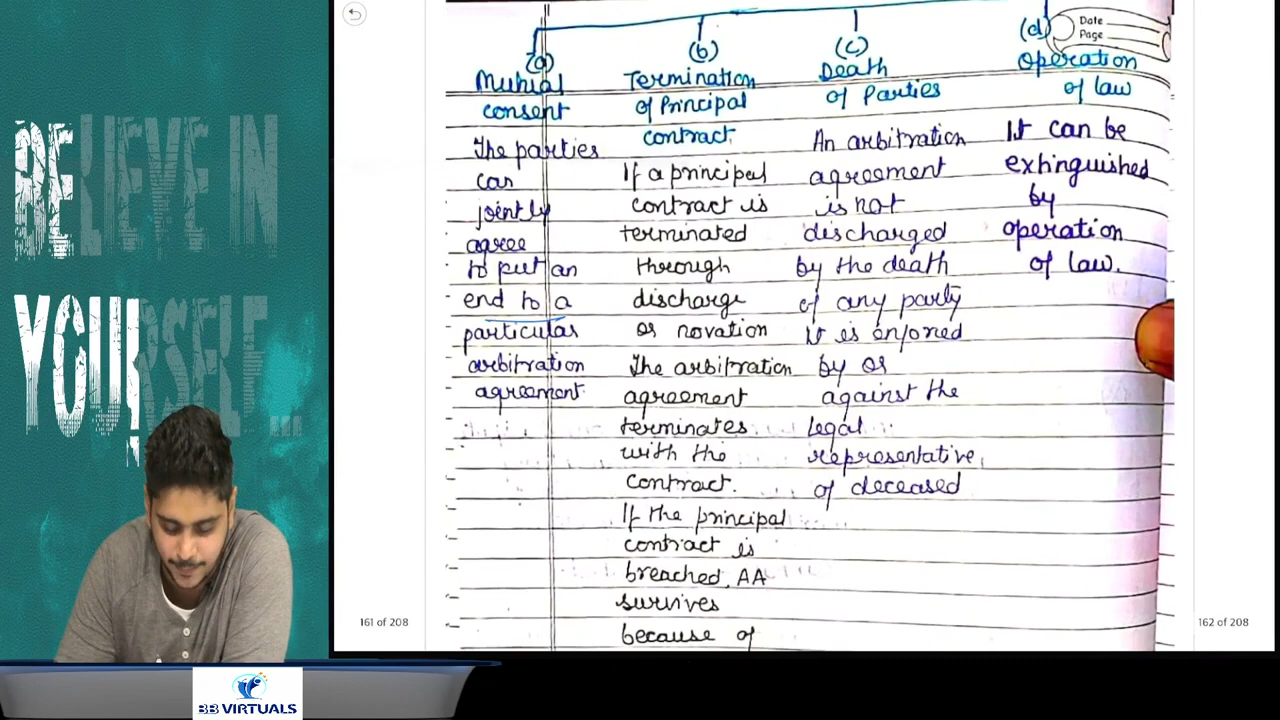 BELIEVE IN
YOURSELF...
Date
Page
(a)
Mutual
consent
The parties
can
jointly
agree
to put an
end to a
particular
arbitration
agreement.
(b)
Termination
of Principal
contract.
If a principal
contract is
terminated
through
discharge
or novation
The arbitration
agreement
terminates
with the
contract.
If the principal
contract is
breached, AA
survives
because of
(c)
Death
of Parties
An arbitration
agreement
is not
discharged
by the death
of any party
It is enforced
by or
against the
legal
representative
of deceased
(d)
operation
of law
It can be
extinguished
by
operation
of law.
161 of 208
162 of 208
BB VIRTUALS